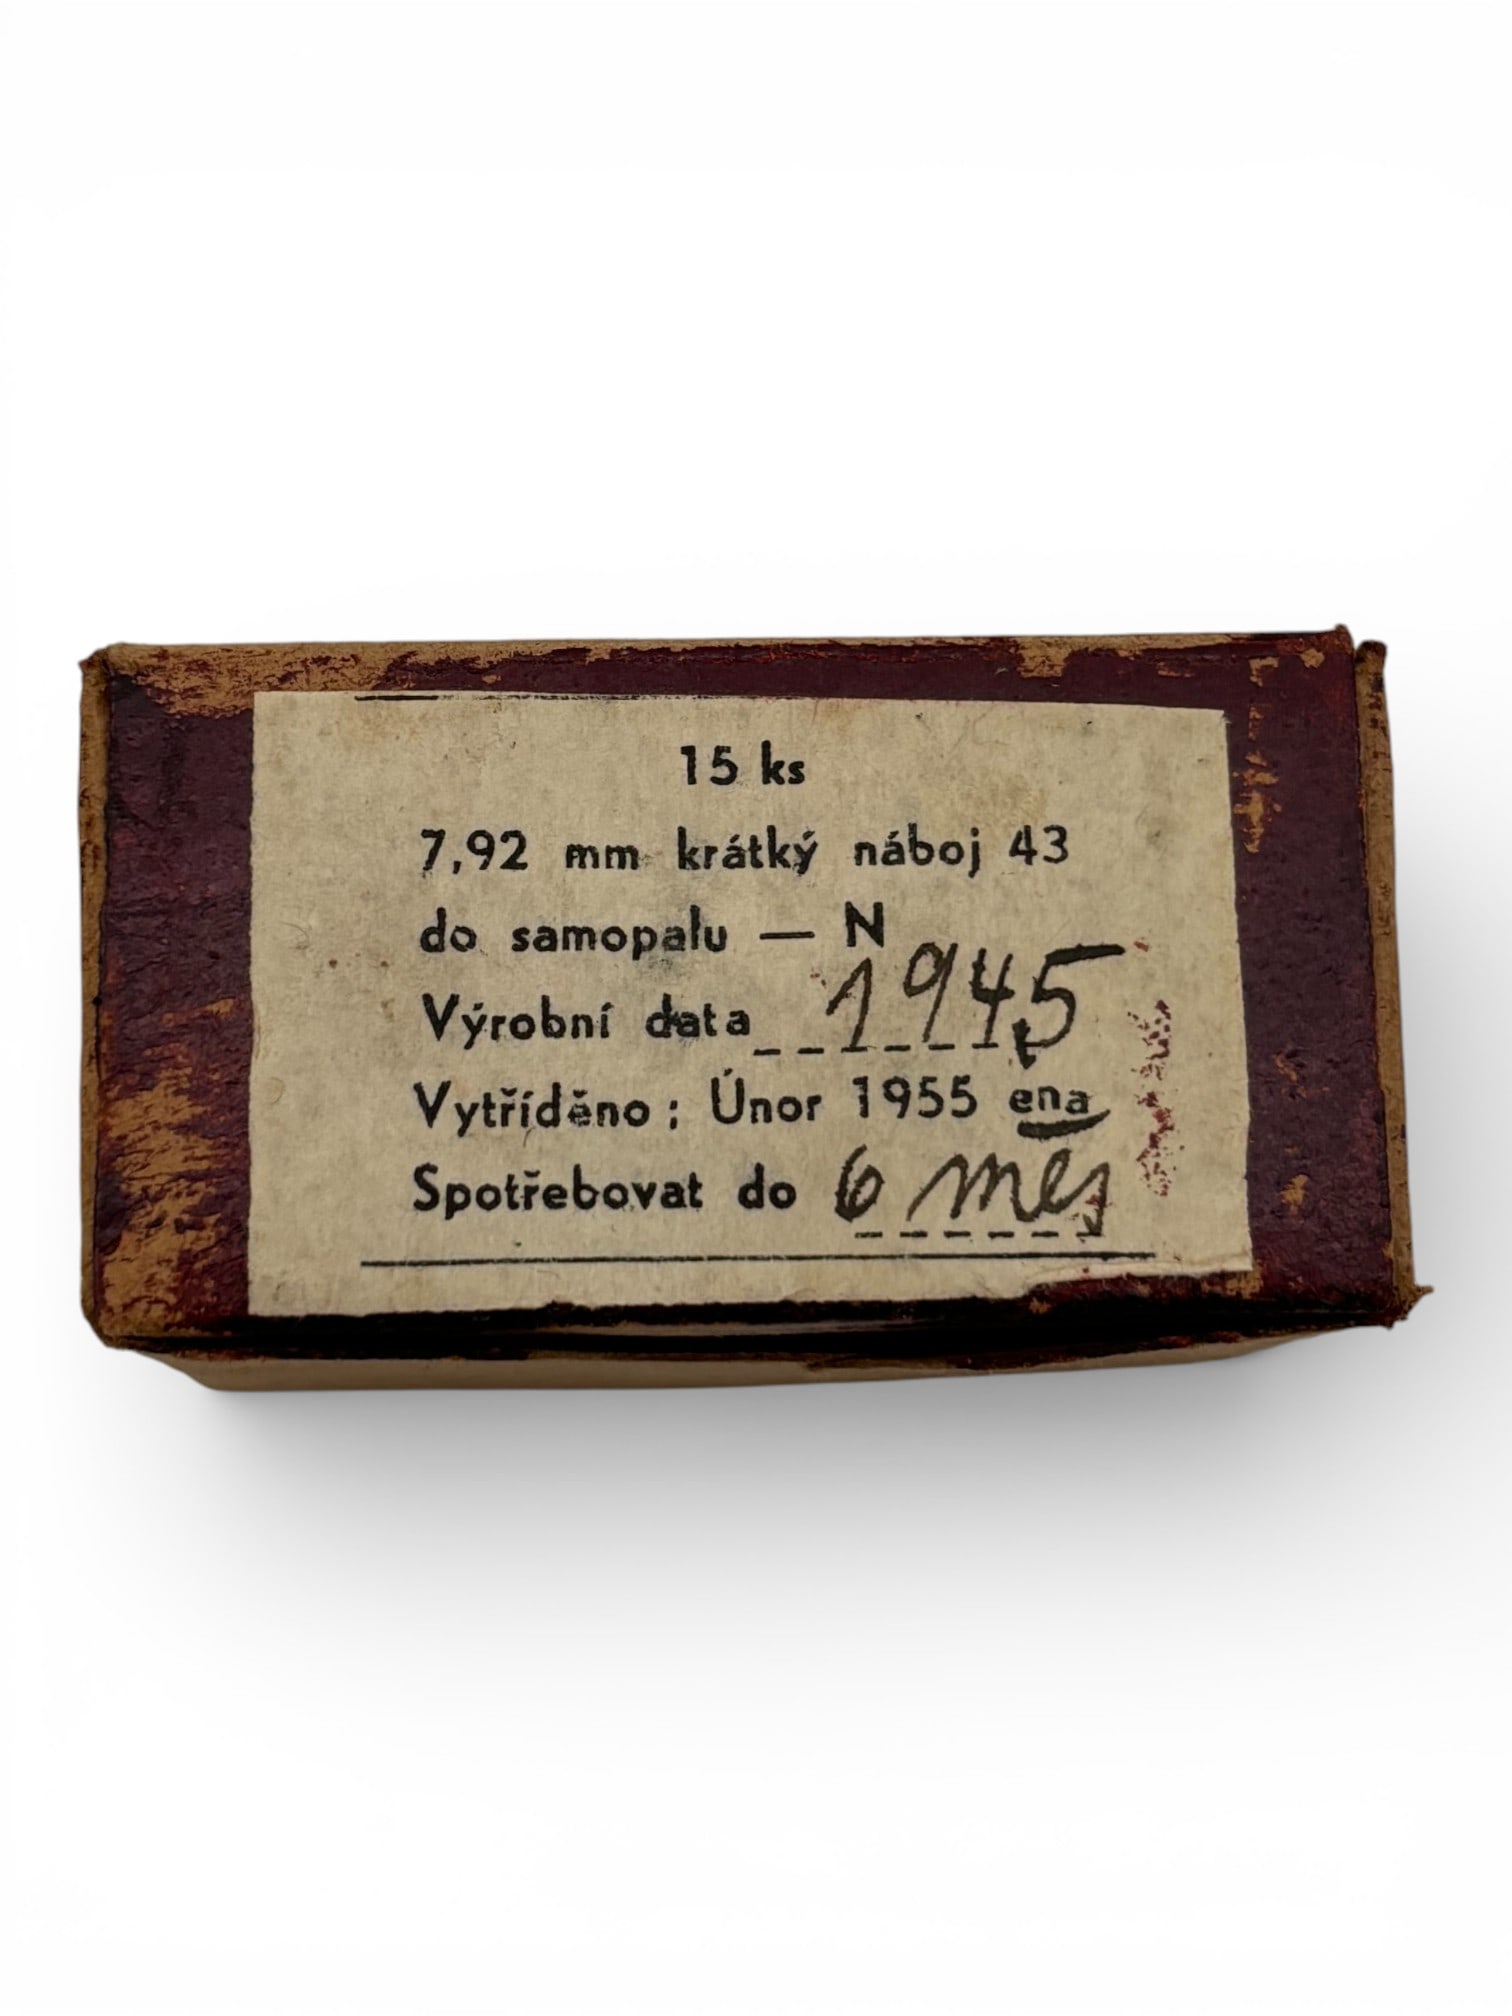 15 ks
7,92 mm krátký náboj 43
do samopalu — N
Výrobní data 1945
Vytříděno: Únor 1955 ena
Spotřebovat do 6 mes